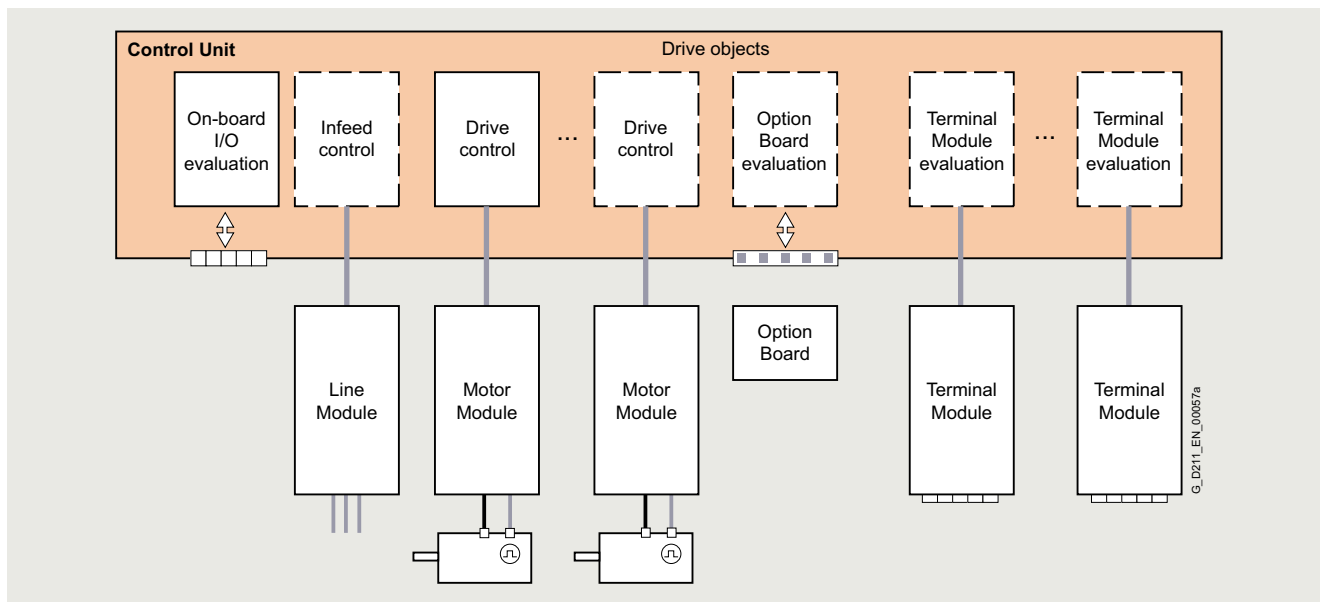 Control Unit
Drive objects
On-board
I/O
evaluation
Infeed
control
Drive
control
...
Drive
control
Option
Board
evaluation
Terminal
Module
evaluation
...
Terminal
Module
evaluation
Line
Module
Motor
Module
Motor
Module
Option
Board
Terminal
Module
Terminal
Module
G_D211_EN_00057a